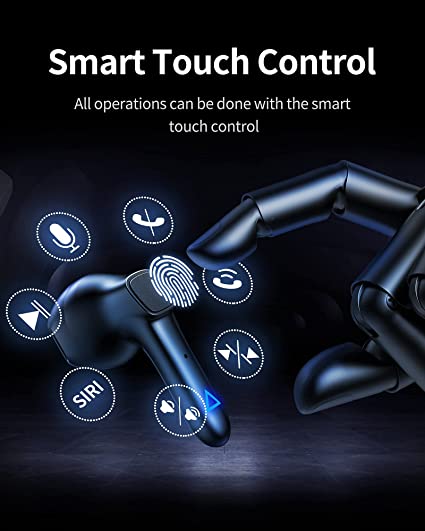 Smart Touch Control
All operations can be done with the smart
touch control
SIRI